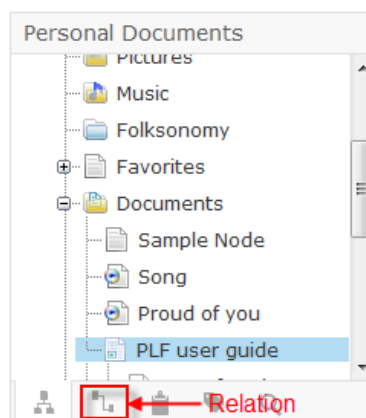 Personal Documents
Pictures
Music
Folksonomy
Favorites
Documents
Sample Node
Song
Proud of you
PLF user guide
Relation